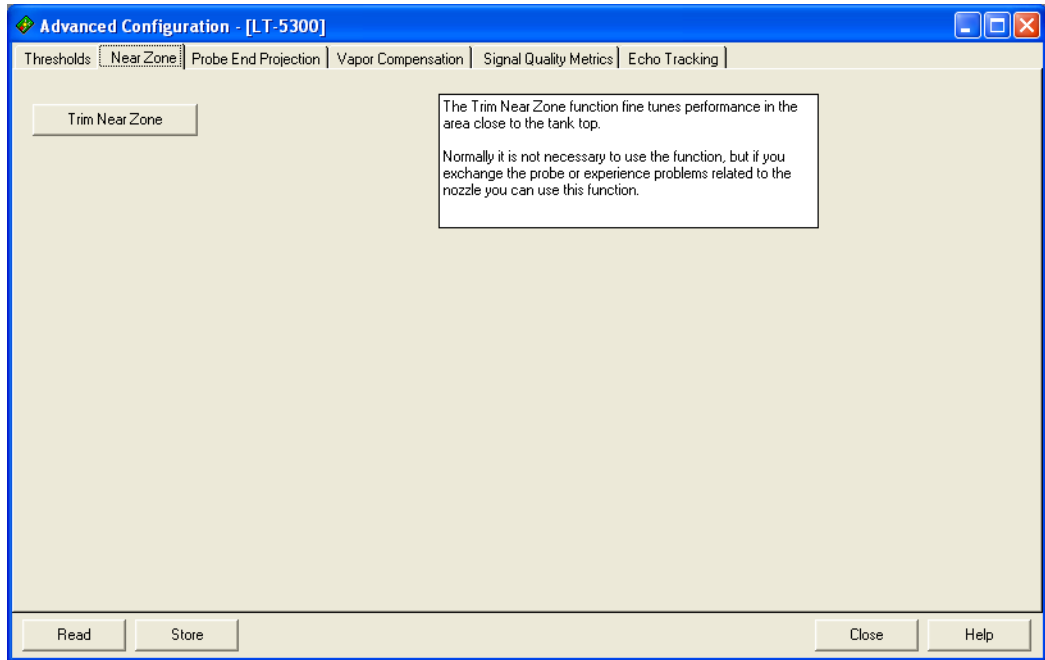 Advanced Configuration - [LT-5300]
Thresholds Near Zone Probe End Projection Vapor Compensation Signal Quality Metrics Echo Tracking
Trim Near Zone
The Trim Near Zone function fine tunes performance in the
area close to the tank top.
Normally it is not necessary to use the function, but if you
exchange the probe or experience problems related to the
nozzle you can use this function.
Read Store Close Help